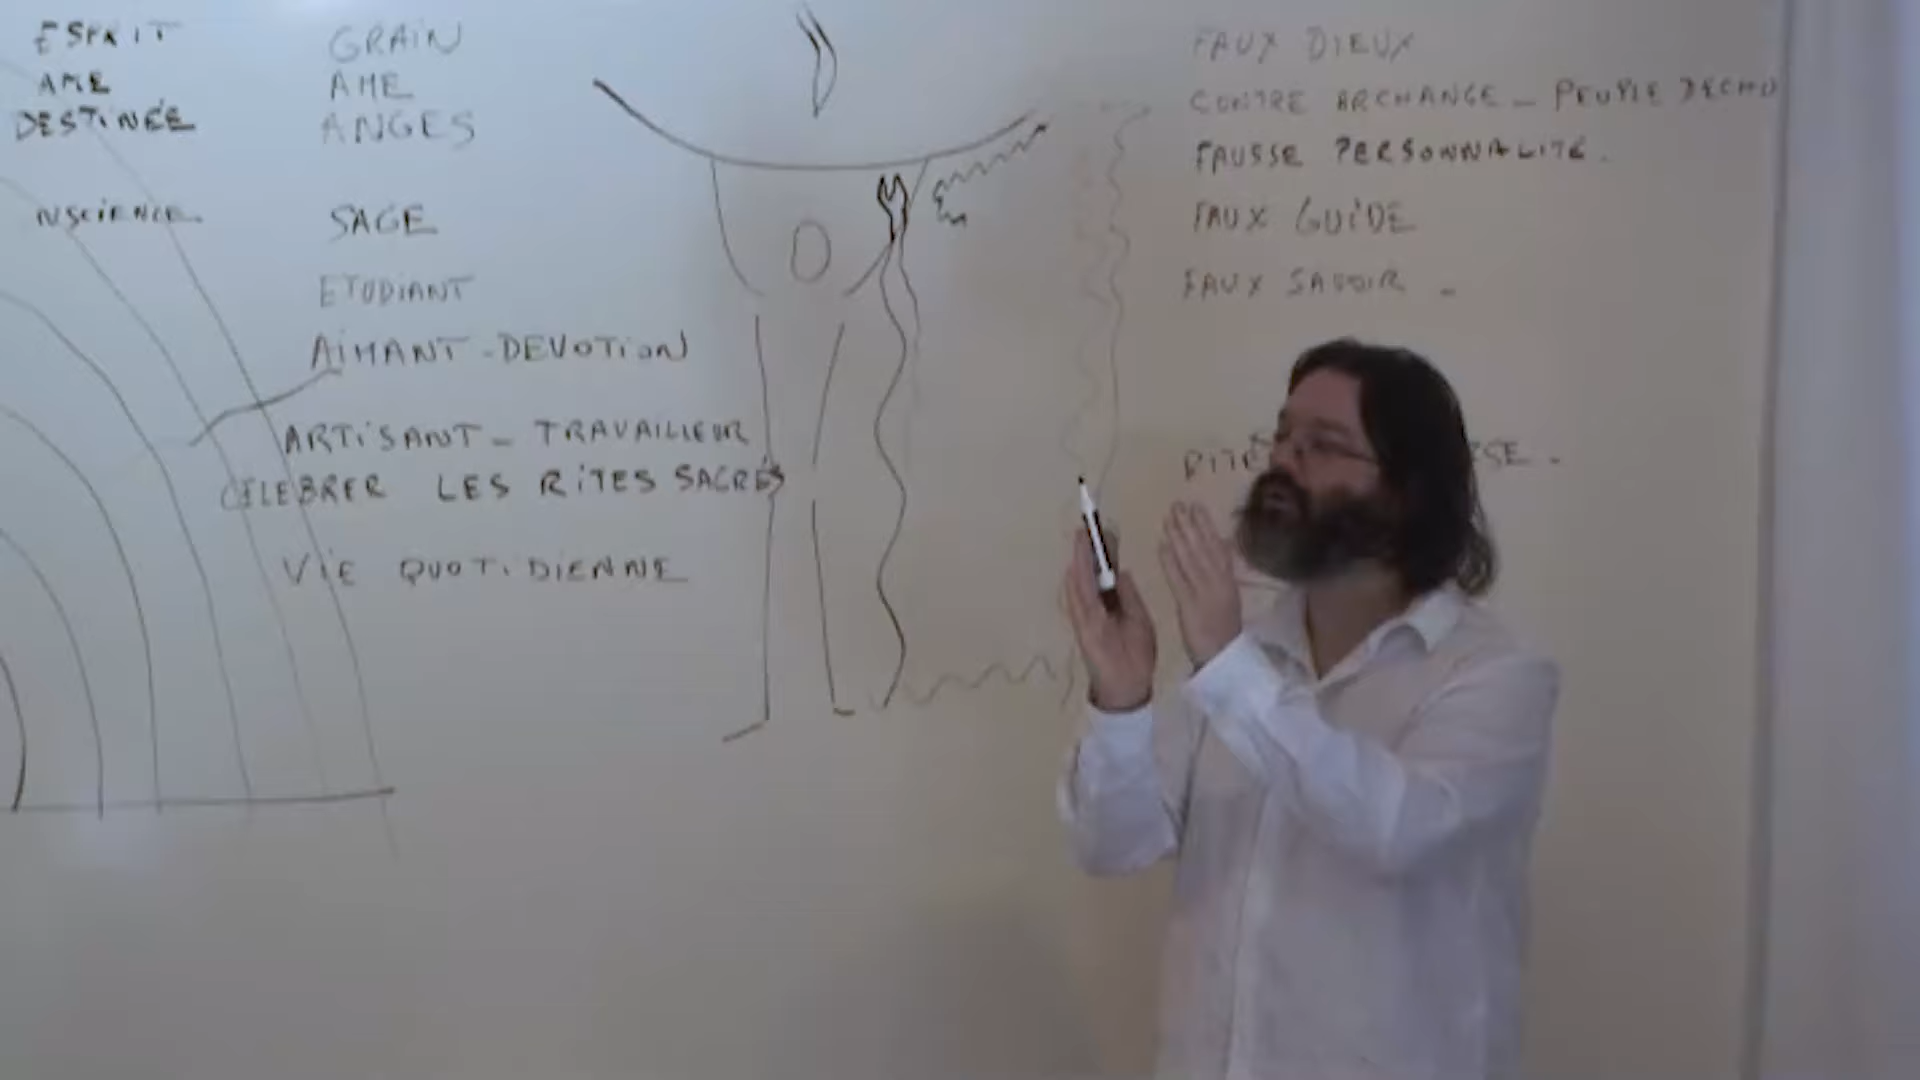 ESPRIT
AME
DESTINÉE
NSCIENCE
GRAIN
AME
ANGES
SAGE
ETUDIANT
AIMANT - DEVOTION
ARTISANT - TRAVAILLEUR
CELEBRER LES RITES SACRÉS
VIE QUOTIDIENNE
FAUX DIEUX
CONTRE ARCHANGE - PEUPLE DECHU
FAUSSE PERSONNALITÉ.
FAUX GUIDE
FAUX SAVOIR -